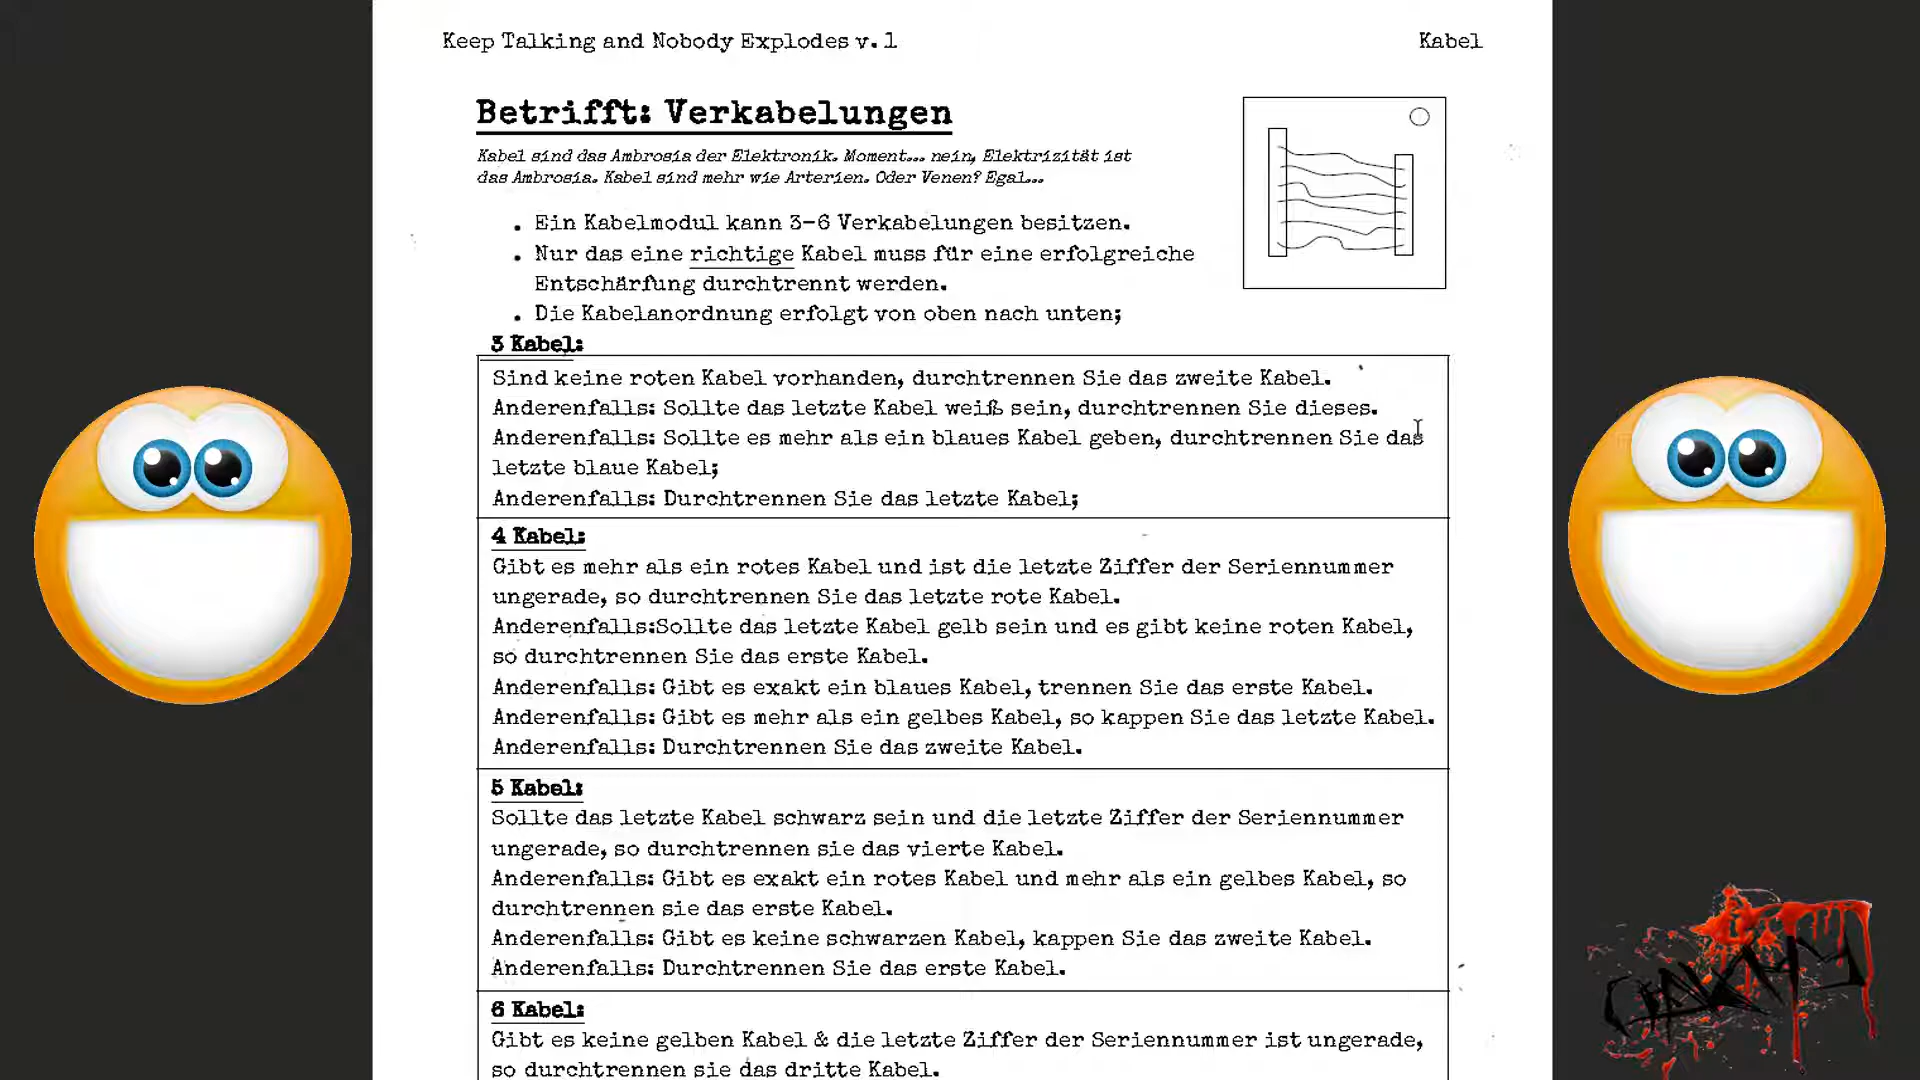 Keep Talking and Nobody Explodes v. 1
Kabel
Betrifft: Verkabelungen
Kabel sind das Ambrosia der Elektronik. Moment... nein, Elektrizität ist
das Ambrosia. Kabel sind mehr wie Arterien. Oder Venen? Egal...
. Ein Kabelmodul kann 3-6 Verkabelungen besitzen.
. Nur das eine richtige Kabel muss für eine erfolgreiche
Entschärfung durchtrennt werden.
. Die Kabelanordnung erfolgt von oben nach unten;
3 Kabel:
Sind keine roten Kabel vorhanden, durchtrennen Sie das zweite Kabel.
Anderenfalls: Sollte das letzte Kabel weiß sein, durchtrennen Sie dieses.
Anderenfalls: Sollte es mehr als ein blaues Kabel geben, durchtrennen Sie das
letzte blaue Kabel;
Anderenfalls: Durchtrennen Sie das letzte Kabel;
4 Kabel:
Gibt es mehr als ein rotes Kabel und ist die letzte Ziffer der Seriennummer
ungerade, so durchtrennen Sie das letzte rote Kabel.
Anderenfalls:Sollte das letzte Kabel gelb sein und es gibt keine roten Kabel,
so durchtrennen Sie das erste Kabel.
Anderenfalls: Gibt es exakt ein blaues Kabel, trennen Sie das erste Kabel.
Anderenfalls: Gibt es mehr als ein gelbes Kabel, so kappen Sie das letzte Kabel.
Anderenfalls: Durchtrennen Sie das zweite Kabel.
5 Kabel:
Sollte das letzte Kabel schwarz sein und die letzte Ziffer der Seriennummer
ungerade, so durchtrennen sie das vierte Kabel.
Anderenfalls: Gibt es exakt ein rotes Kabel und mehr als ein gelbes Kabel, so
durchtrennen sie das erste Kabel.
Anderenfalls: Gibt es keine schwarzen Kabel, kappen Sie das zweite Kabel.
Anderenfalls: Durchtrennen Sie das erste Kabel.
6 Kabel:
Gibt es keine gelben Kabel & die letzte Ziffer der Seriennummer ist ungerade,
so durchtrennen sie das dritte Kabel.